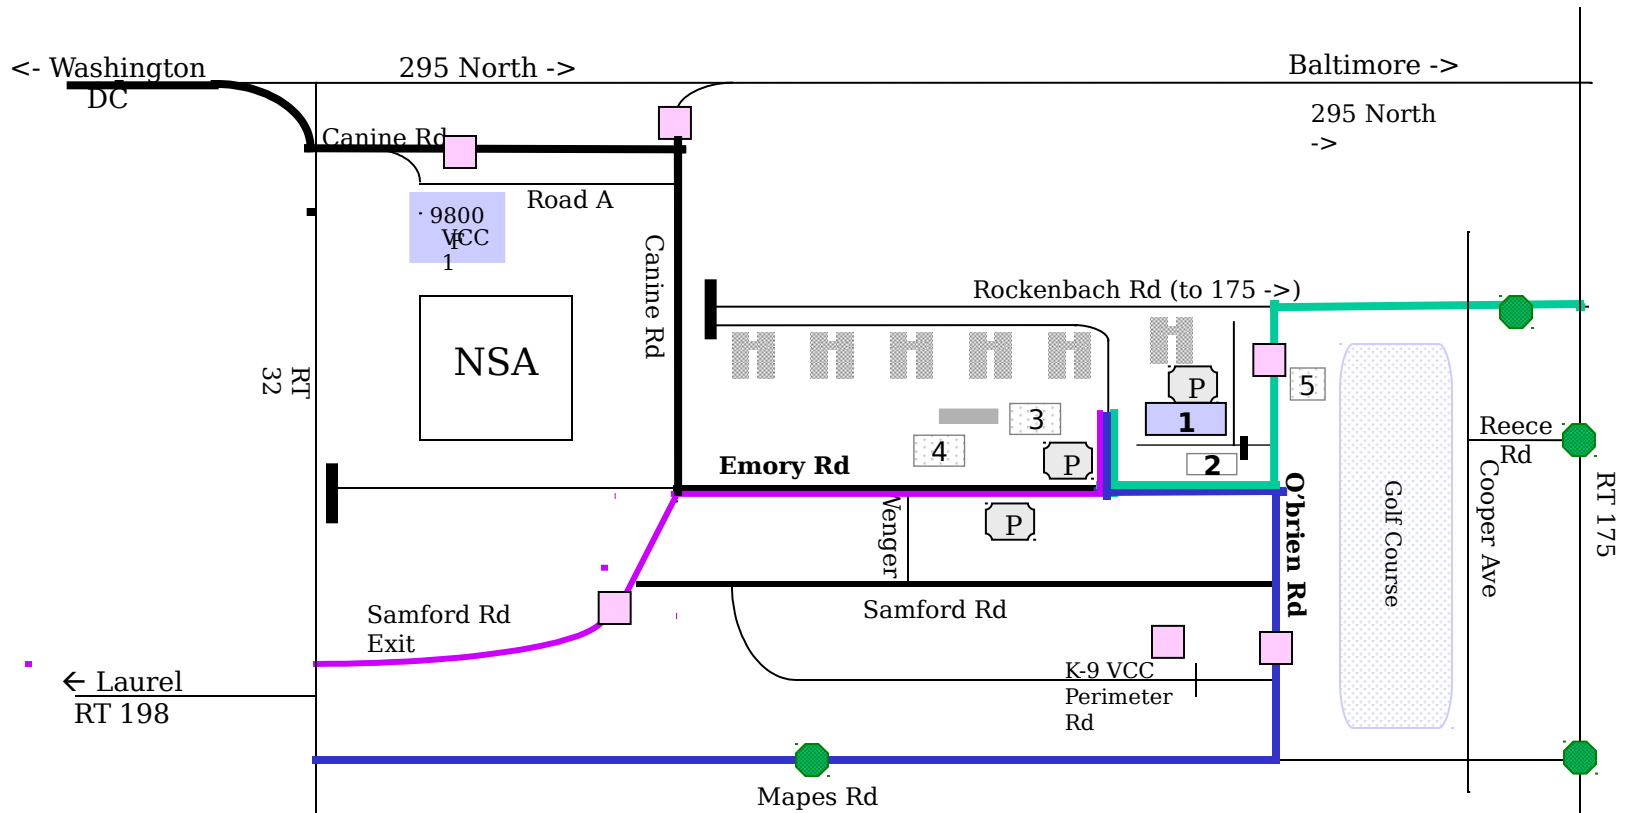 <- Washington
DC
295 North ->
Baltimore ->
295 North
->
Canine Rd
Road A
9800
VCC
1
Canine Rd
NSA
RT
32
Rockenbach Rd (to 175 ->)
P
1
2
3
4
5
P
Emory Rd
P
Wenger
O'brien Rd
Golf Course
Reece
Rd
Cooper Ave
RT 175
Samford Rd
Exit
Samford Rd
K-9 VCC
Perimeter
Rd
← Laurel
RT 198
Mapes Rd